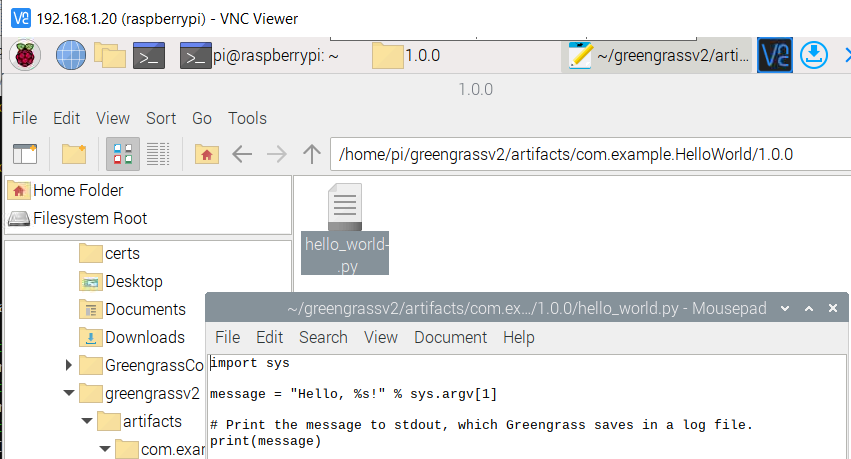 192.168.1.20 (raspberrypi) - VNC Viewer
pi@raspberrypi: ~
1.0.0
~/greengrassv2/arti...
1.0.0
File Edit View Sort Go Tools
/home/pi/greengrassv2/artifacts/com.example.HelloWorld/1.0.0
Home Folder
Filesystem Root
hello_world-
.py
certs
Desktop
Documents
Downloads
GreengrassCo
greengrassv2
artifacts
com.exar
~/greengrassv2/artifacts/com.ex.../1.0.0/hello_world.py - Mousepad
File Edit Search View Document Help
import sys
message = "Hello, %s!" % sys.argv[1]
# Print the message to stdout, which Greengrass saves in a log file.
print(message)